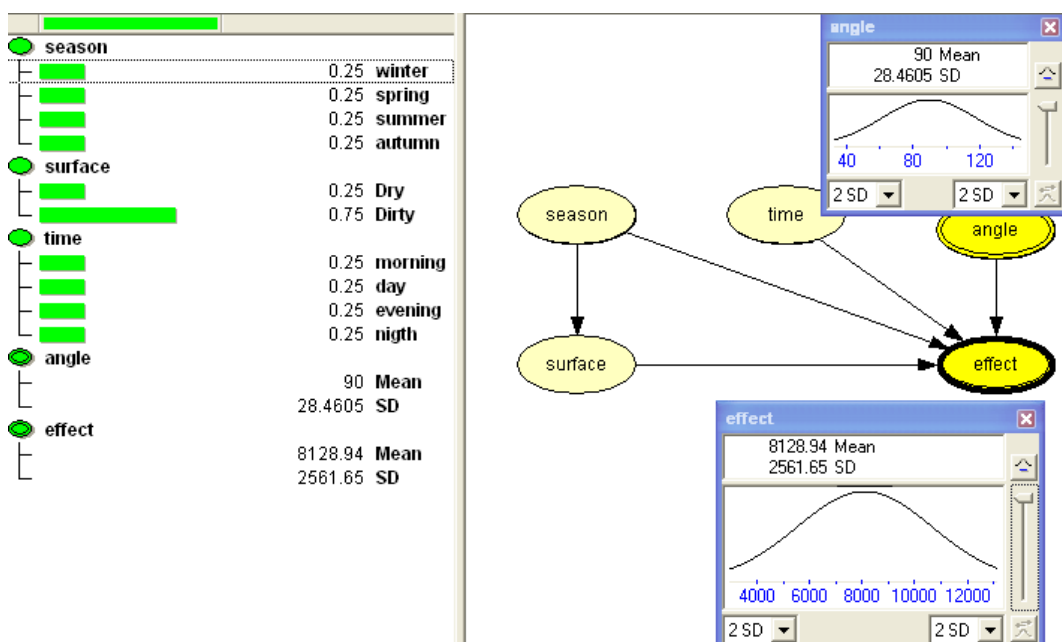 season
0.25 winter
0.25 spring
0.25 summer
0.25 autumn
surface
0.25 Dry
0.75 Dirty
time
0.25 morning
0.25 day
0.25 evening
0.25 nigth
angle
90 Mean
28.4605 SD
effect
8128.94 Mean
2561.65 SD
season
time
angle
surface
effect
angle
90 Mean
28.4605 SD
40 80 120
2 SD 2 SD
effect
8128.94 Mean
2561.65 SD
4000 6000 8000 10000 12000
2 SD 2 SD